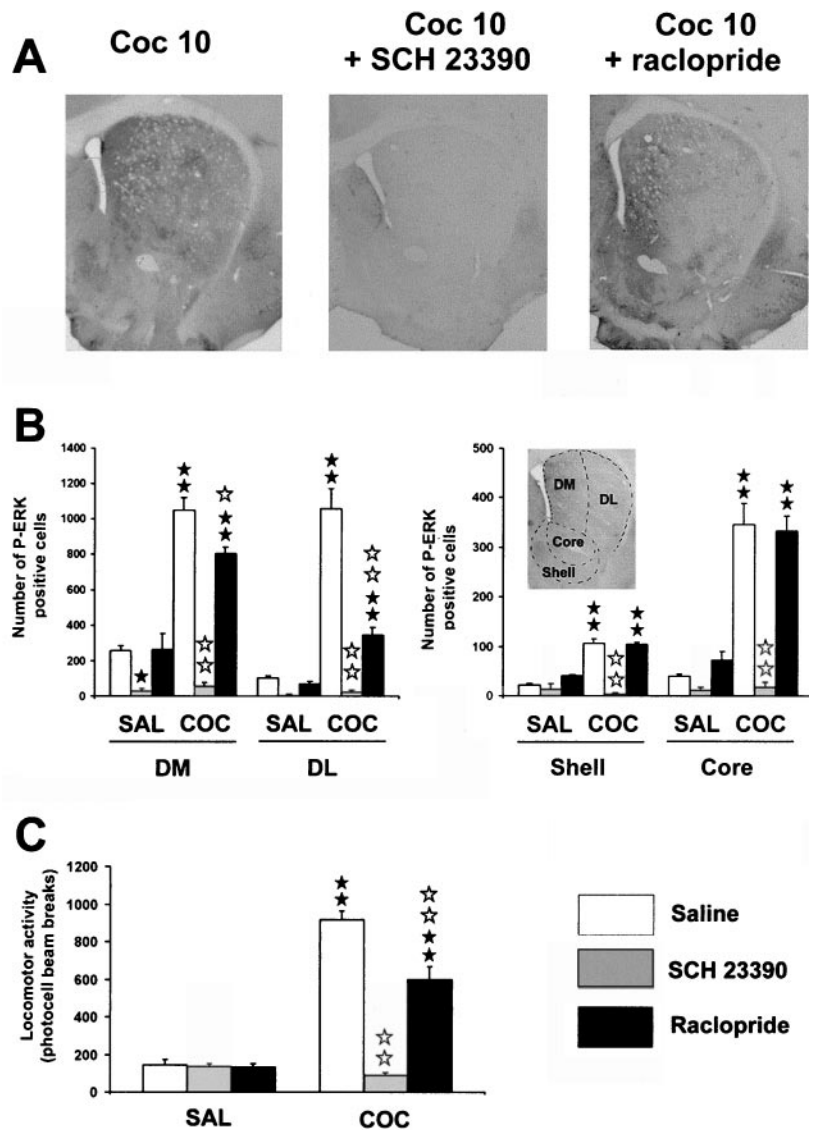 A
Coc 10
Coc 10
+ SCH 23390
Coc 10
+ raclopride
B
Number of P-ERK
positive cells
1400
1200
1000
800
600
400
200
0
SAL COC SAL COC
DM DL
Number of P-ERK
positive cells
500
400
300
200
100
0
DM
DL
Core
Shell
SAL COC SAL COC
Shell Core
C
Locomotor activity
(photocell beam breaks)
1200
1000
800
600
400
200
0
SAL COC
Saline
SCH 23390
Raclopride